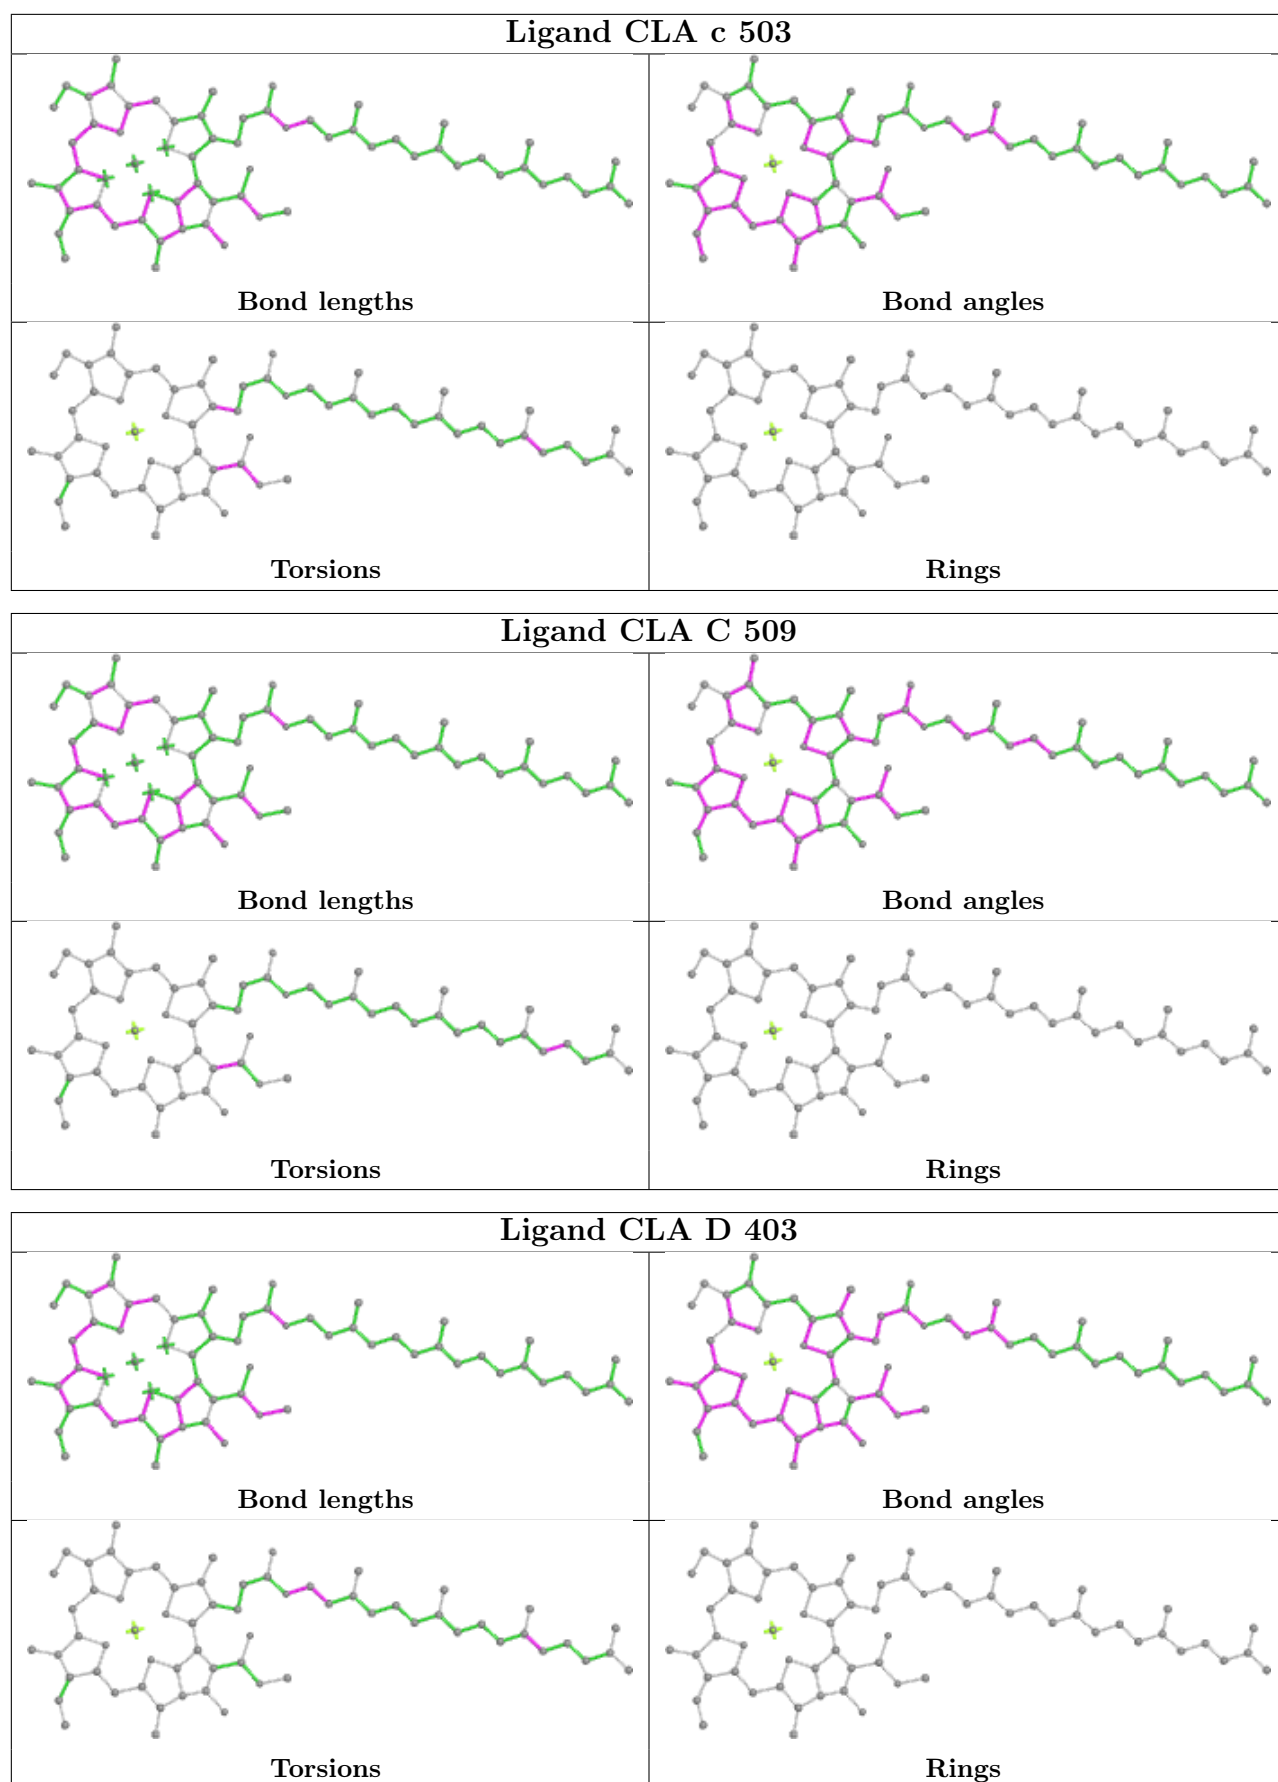 Ligand CLA c 503
Bond lengths
Bond angles
Torsions
Rings
Ligand CLA C 509
Bond lengths
Bond angles
Torsions
Rings
Ligand CLA D 403
Bond lengths
Bond angles
Torsions
Rings